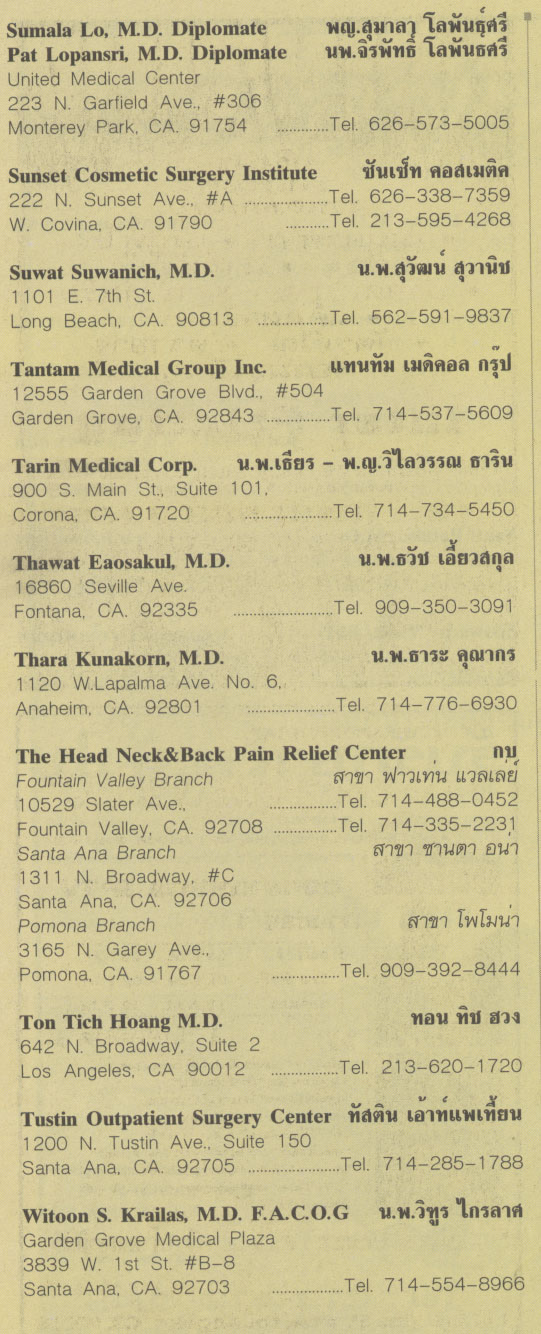 Sumala Lo, M.D. Diplomate พญ.สุมาลา โลพันธุ์ศรี
Pat Lopansri, M.D. Diplomate นพ.จิรพัทธิ์ โลพันธศรี
United Medical Center
223 N. Garfield Ave., #306
Monterey Park, CA. 91754 .............Tel. 626-573-5005
Sunset Cosmetic Surgery Institute ซันเซ็ท คอสเมติค
222 N. Sunset Ave., #A .....................Tel. 626-338-7359
W. Covina, CA. 91790 ...........Tel. 213-595-4268
Suwat Suwanich, M.D. น.พ.สุวัฒน์ สุวานิช
1101 E. 7th St.
Long Beach, CA. 90813 ..................Tel. 562-591-9837
Tantam Medical Group Inc. แทนทัม เมดิคอล กรุ๊ป
12555 Garden Grove Blvd., #504
Garden Grove, CA. 92843 ................Tel. 714-537-5609
Tarin Medical Corp. น.พ.เธียร - พ.ญ.วิไลวรรณ ธาริน
900 S. Main St., Suite 101,
Corona, CA. 91720 ......................Tel. 714-734-5450
Thawat Eaosakul, M.D. น.พ.ธวัช เอี้ยวสกุล
16860 Seville Ave.
Fontana, CA. 92335 .........................Tel. 909-350-3091
Thara Kunakorn, M.D. น.พ.ธาระ คุณากร
1120 W.Lapalma Ave. No. 6,
Anaheim, CA. 92801 ......................Tel. 714-776-6930
The Head Neck&Back Pain Relief Center กบ
Fountain Valley Branch สาขา ฟาวเท่น แวลเลย์
10529 Slater Ave., .................Tel. 714-488-0452
Fountain Valley, CA. 92708 ................Tel. 714-335-2231
Santa Ana Branch สาขา ซานตา อน่า
1311 N. Broadway, #C
Santa Ana, CA. 92706
Pomona Branch สาขา โพโมน่า
3165 N. Garey Ave.,
Pomona, CA. 91767 .................Tel. 909-392-8444
Ton Tich Hoang M.D. ทอน ทิช ฮวง
642 N. Broadway, Suite 2
Los Angeles, CA 90012 .................Tel. 213-620-1720
Tustin Outpatient Surgery Center ทัสติน เอ้าท์แพเที้ยน
1200 N. Tustin Ave., Suite 150
Santa Ana, CA. 92705 .......................Tel. 714-285-1788
Witoon S. Krailas, M.D. F.A.C.O.G น.พ.วิฑูร ไกรลาศ
Garden Grove Medical Plaza
3839 W. 1st St. #B-8
Santa Ana, CA. 92703 .....................Tel. 714-554-8966